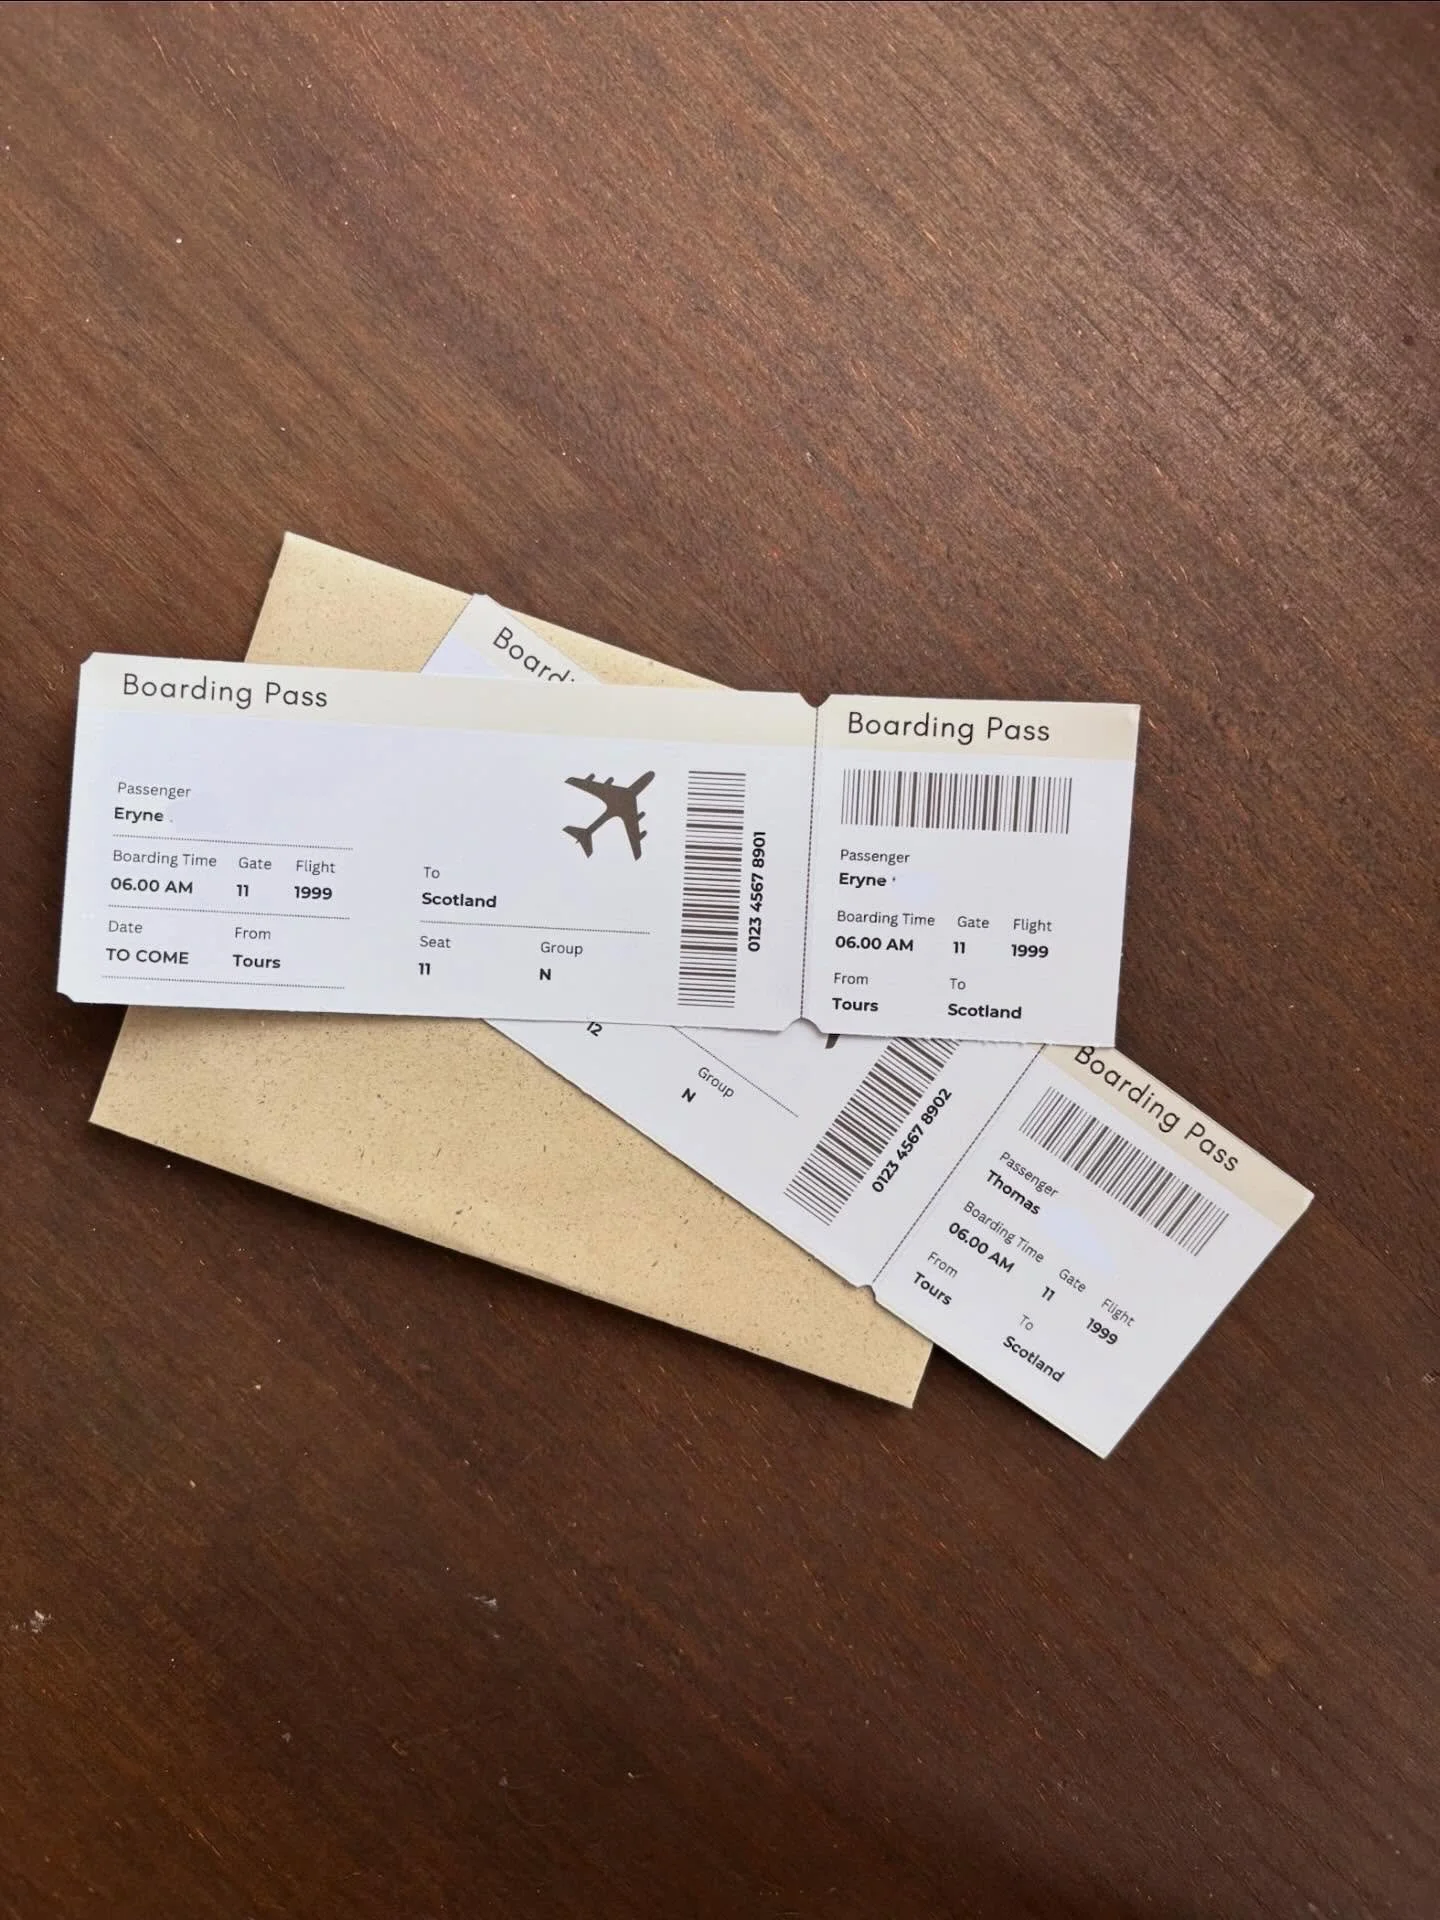 Boarding Pass
Passenger
Eryne
Boarding Time Gate Flight
06.00 AM 11 1999
Date From
TO COME Tours
To
Scotland
Seat Group
11 N
0123 4567 8901
Boarding Pass
Passenger
Eryne
Boarding Time Gate Flight
06.00 AM 11 1999
From To
Tours Scotland
12
Group
N
0123 4567 8902
Boarding Pass
Passenger
Thomas
Boarding Time Gate Flight
06.00 AM 11 1999
From To
Tours Scotland